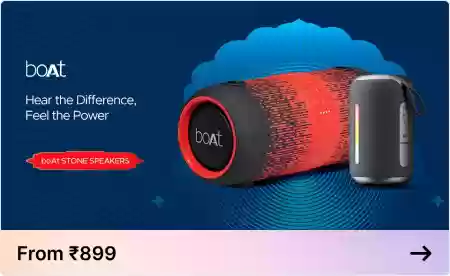 boAt
Hear the Difference,
Feel the Power
boAt STONE SPEAKERS
boAt
From ₹899